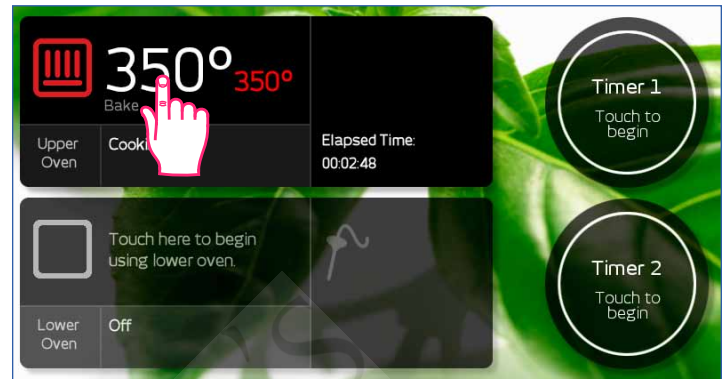 350° 350°
Bake
Upper
Oven
Elapsed Time:
00:02:48
Timer 1
Touch to
begin
Touch here to begin
using lower oven.
Lower
Oven
Off
Timer 2
Touch to
begin